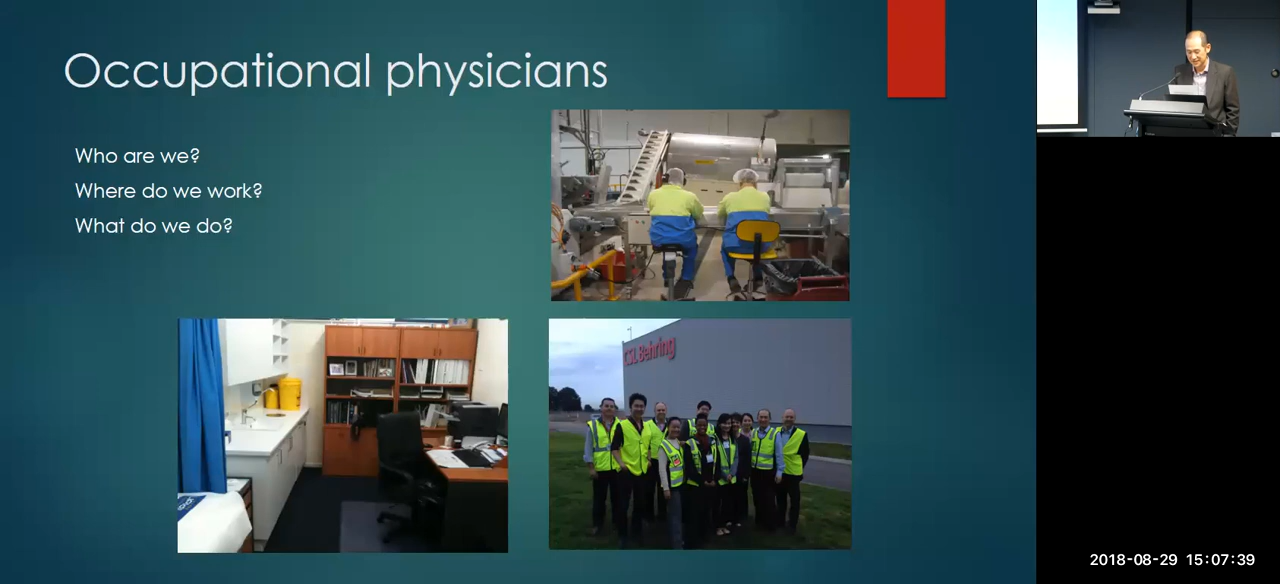 Occupational physicians
Who are we?
Where do we work?
What do we do?
CSL Behring
2018-08-29 15:07:39